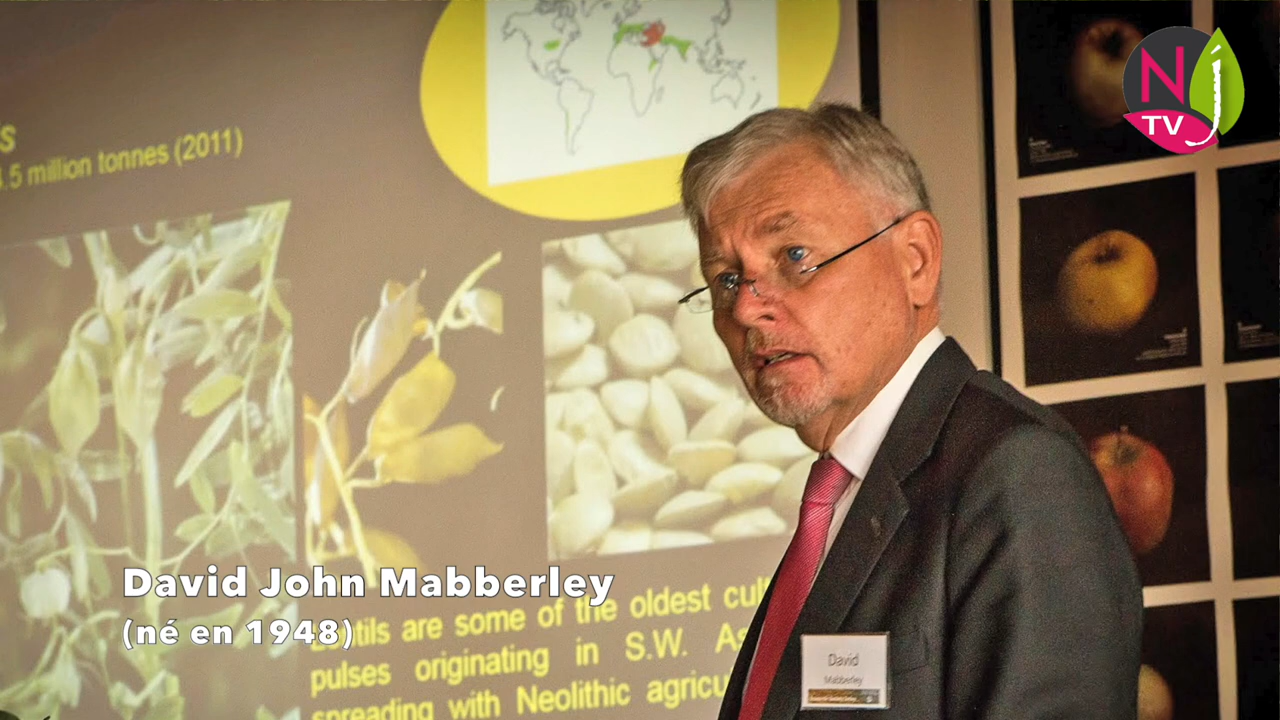 N
TV j
.5 million tonnes (2011)
David John Mabberley
(né en 1948)
tils are some of the oldest
pulses originating in S.W.
spreading with Neolithic
David
Mabberley